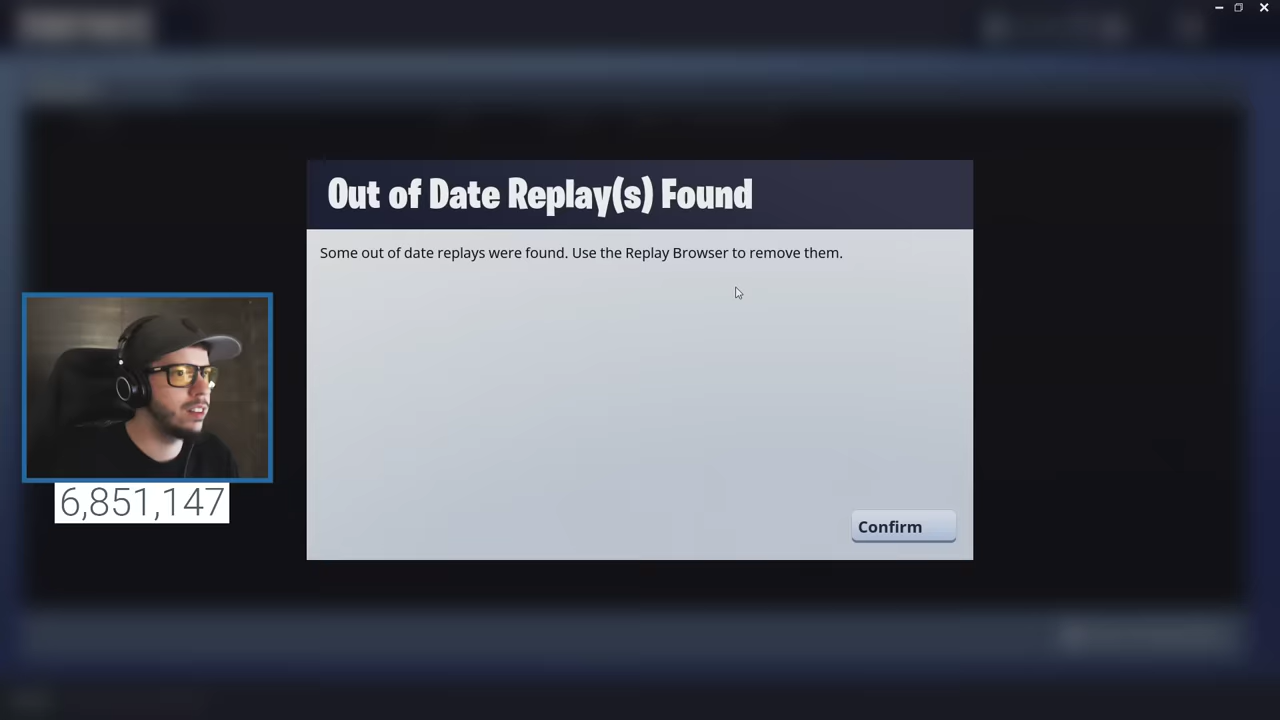 Out of Date Replay(s) Found
Some out of date replays were found. Use the Replay Browser to remove them.
6,851,147
Confirm